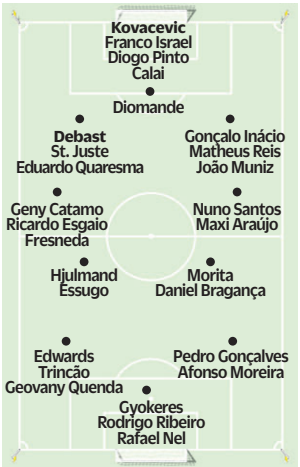 Kovacevic
Franco Israel
Diogo Pinto
Calai
Diomande
Debast
St. Juste
Eduardo Quaresma
Gonçalo Inácio
Matheus Reis
João Muniz
Geny Catamo
Ricardo Esgaio
Fresneda
Nuno Santos
Maxi Araújo
Hjulmand
Essugo
Morita
Daniel Bragança
Edwards
Trincão
Geovany Quenda
Pedro Gonçalves
Afonso Moreira
Gyokeres
Rodrigo Ribeiro
Rafael Nel